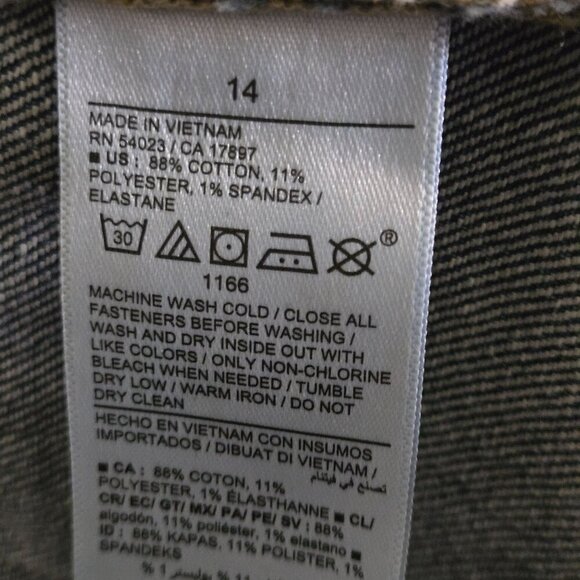 14
MADE IN VIETNAM
RN 54023 / CA 17897
■ US : 88% COTTON, 11%
POLYESTER, 1% SPANDEX /
ELASTANE
30 ®
1166
MACHINE WASH COLD / CLOSE ALL
FASTENERS BEFORE WASHING /
WASH AND DRY INSIDE OUT WITH
LIKE COLORS / ONLY NON-CHLORINE
BLEACH WHEN NEEDED / TUMBLE
DRY LOW / WARM IRON / DO NOT
DRY CLEAN
HECHO EN VIETNAM CON INSUMOS
IMPORTADOS / DIBUAT DI VIETNAM /
تصنع في فيتنام
■ CA : 88% COTON, 11%
POLYESTER, 1% ÉLASTHANNE ■ CL/
CR/ EC/ GT/ MX/ PA/ PE/ SV : 88%
algodón, 11% poliéster, 1% elastano ■
ID : 88% KAPAS, 11% POLISTER, 1%
SPANDEKS